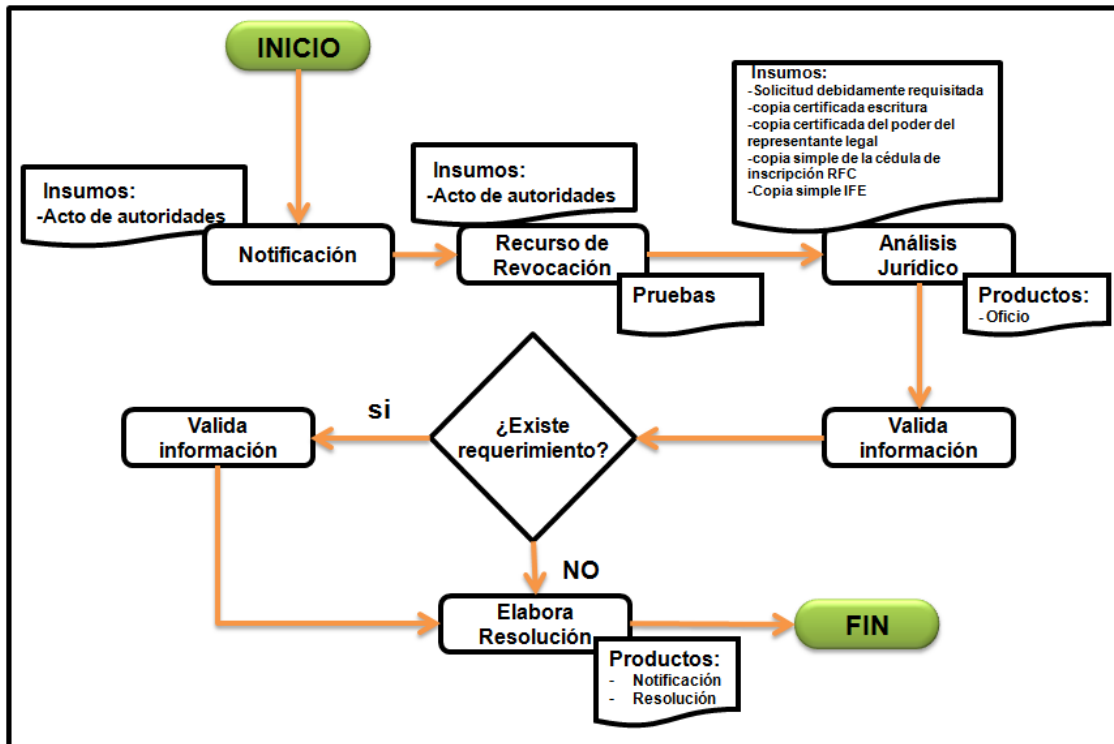 INICIO
Insumos:
-Acto de autoridades
Notificación
Insumos:
-Acto de autoridades
Recurso de
Revocación
Pruebas
Insumos:
-Solicitud debidamente requisitada
-copia certificada escritura
-copia certificada del poder del
representante legal
-copia simple de la cédula de
inscripción RFC
-Copia simple IFE
Análisis
Jurídico
Productos:
- Oficio
Valida
información
¿Existe
requerimiento?
si
Valida
información
NO
Elabora
Resolución
Productos:
- Notificación
- Resolución
FIN